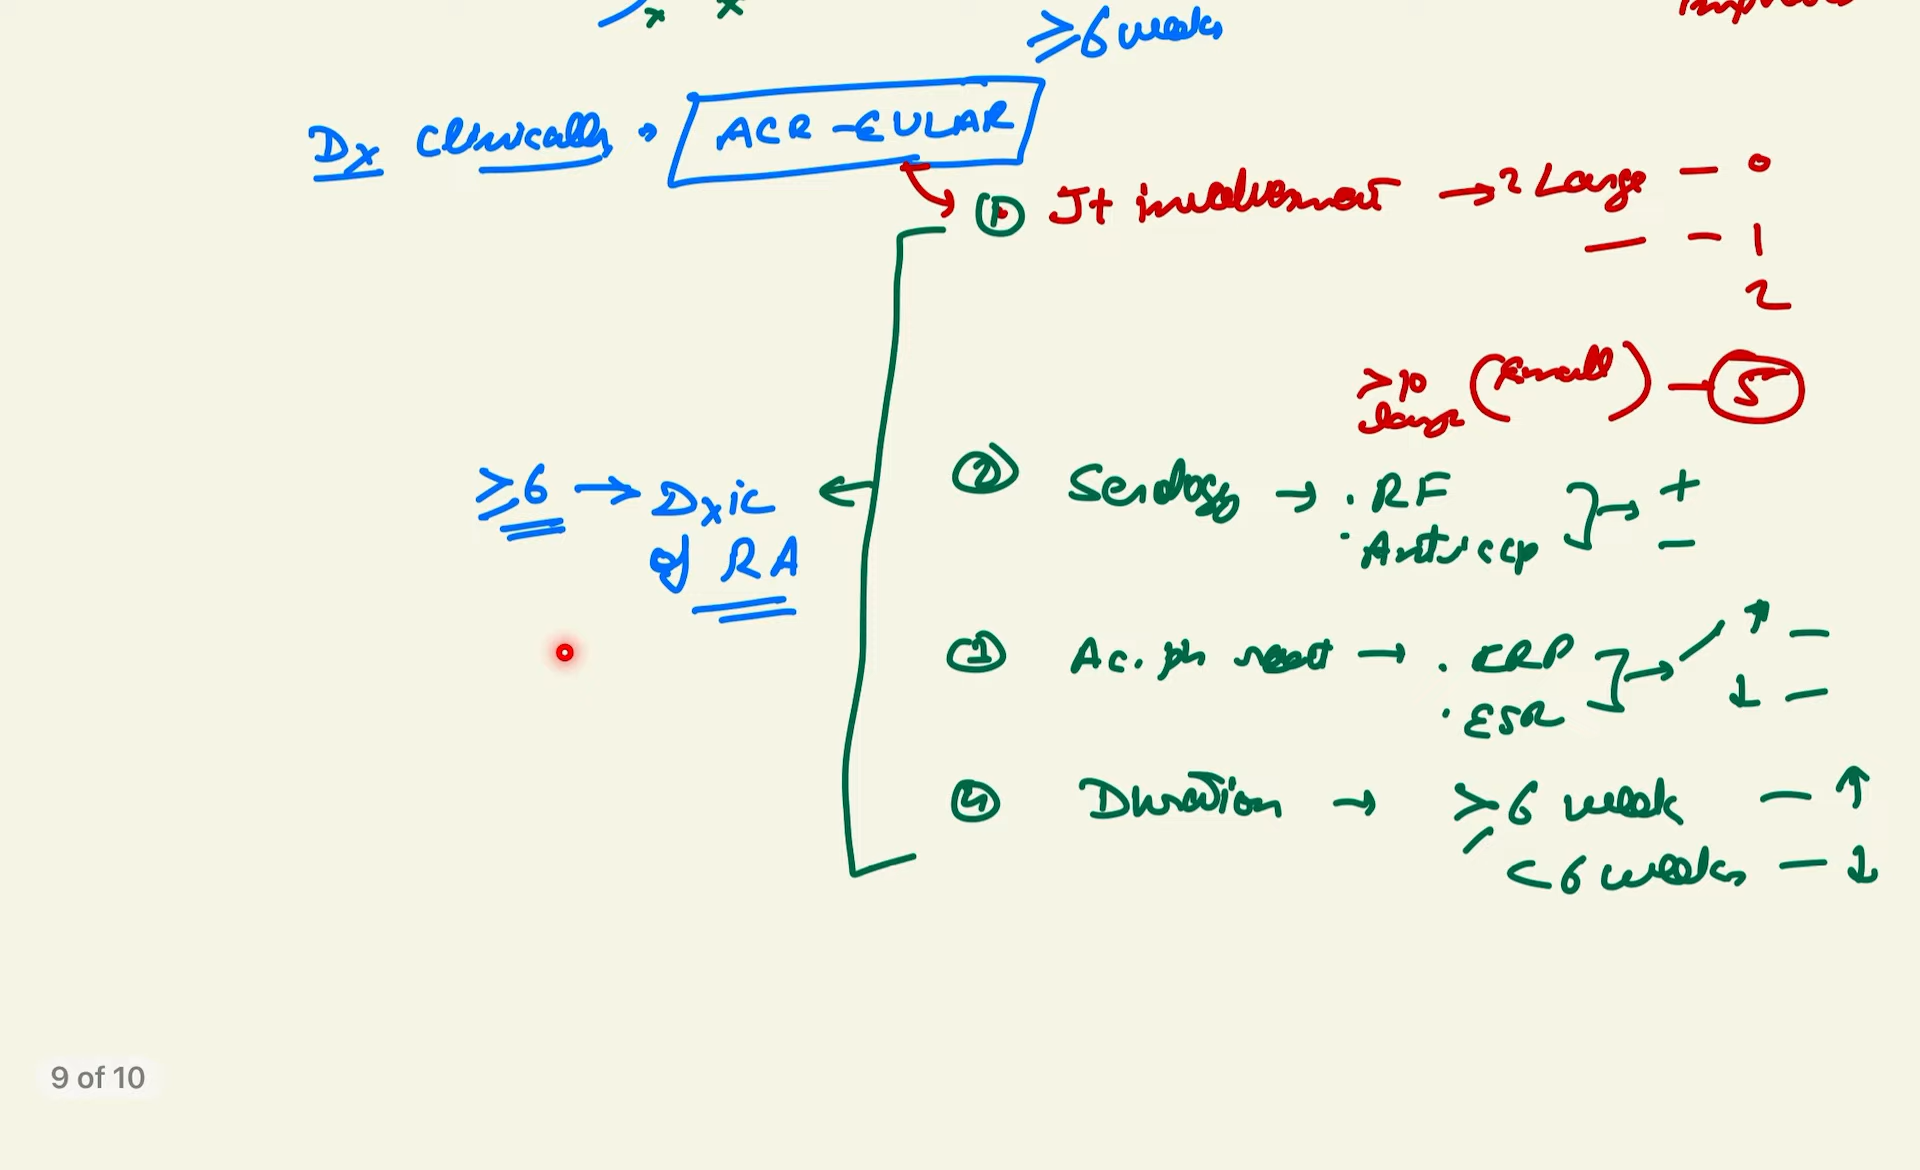 ≥6 weeks
Dx clinically → ACR-EULAR
① Jt involvement → 2 Large — 0
— — 1
2
≥10 (small) — 5
large
② Serology → . RF } → +
. Anti ccp —
≥6 → Dxic
of RA
③ Ac. ph react → . CRP } → ↑ —
. ESR ↓ —
④ Duration → ≥6 week — ↑
<6 weeks — ↓
9 of 10